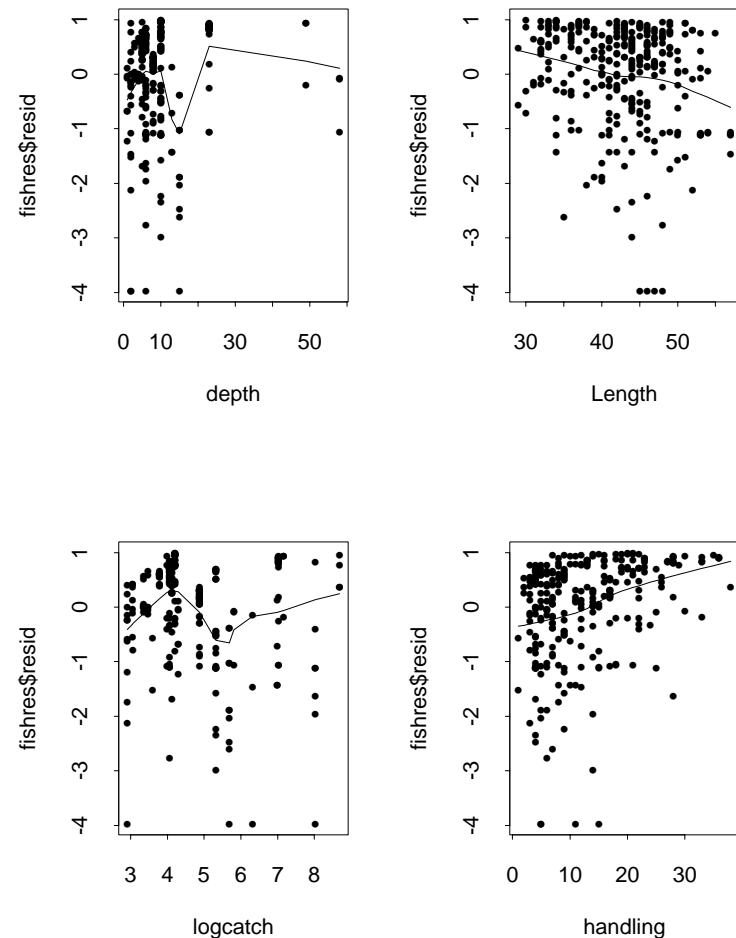 fishres$resid
1
0
-1
-2
-3
-4
0 10 30 50
depth
fishres$resid
1
0
-1
-2
-3
-4
30 40 50
Length
fishres$resid
1
0
-1
-2
-3
-4
3 4 5 6 7 8
logcatch
fishres$resid
1
0
-1
-2
-3
-4
0 10 20 30
handling